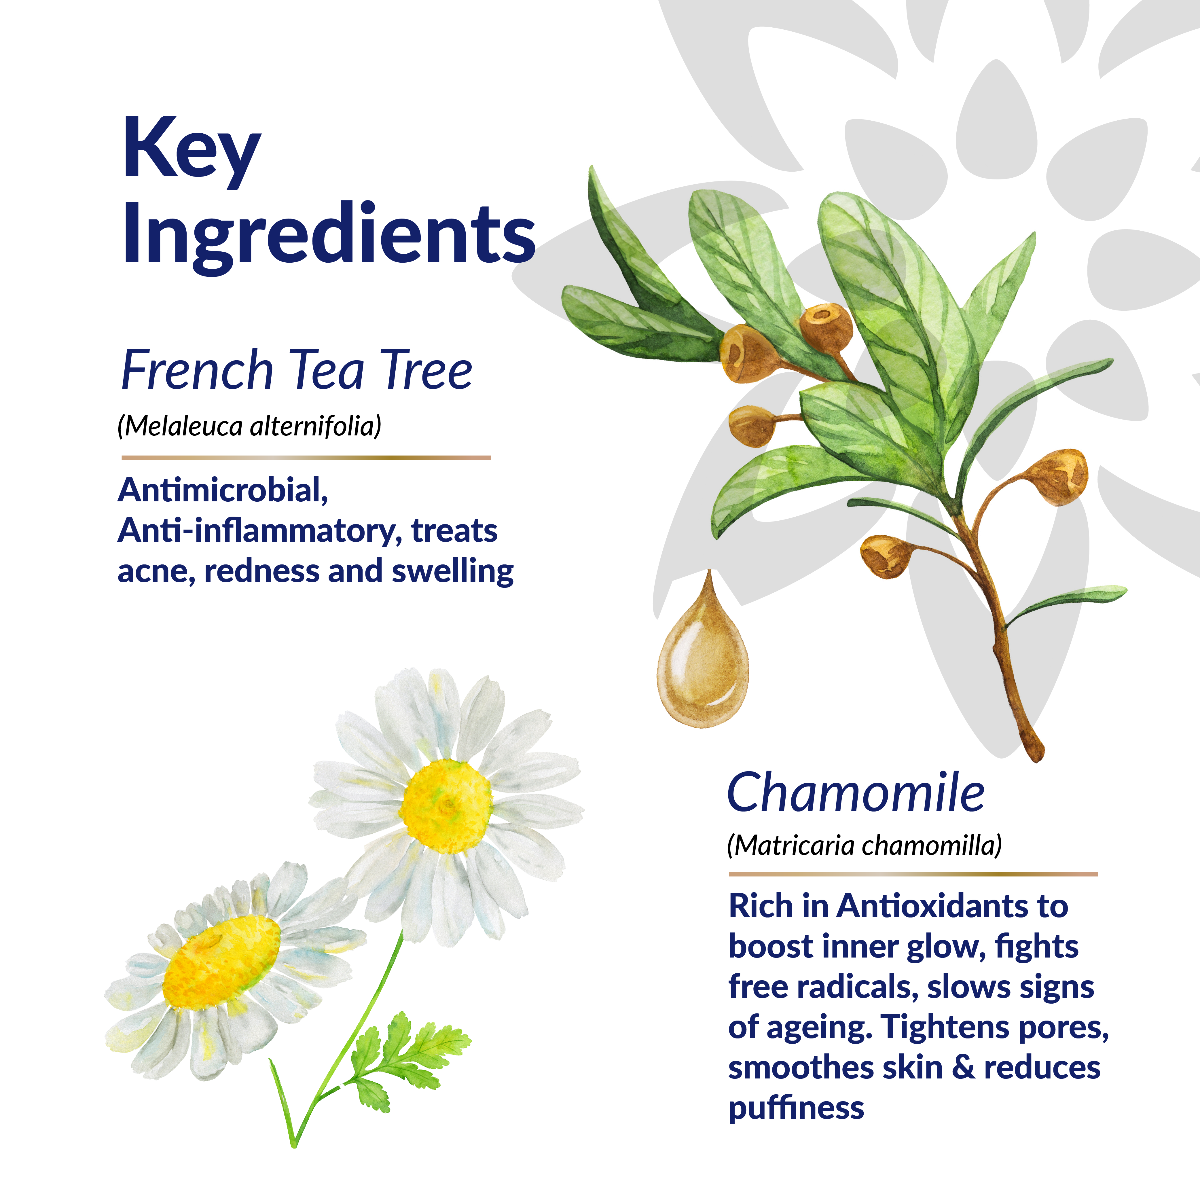 Key
Ingredients
French Tea Tree
(Melaleuca alternifolia)
Antimicrobial,
Anti-inflammatory, treats
acne, redness and swelling
Chamomile
(Matricaria chamomilla)
Rich in Antioxidants to
boost inner glow, fights
free radicals, slows signs
of ageing. Tightens pores,
smoothes skin & reduces
puffiness